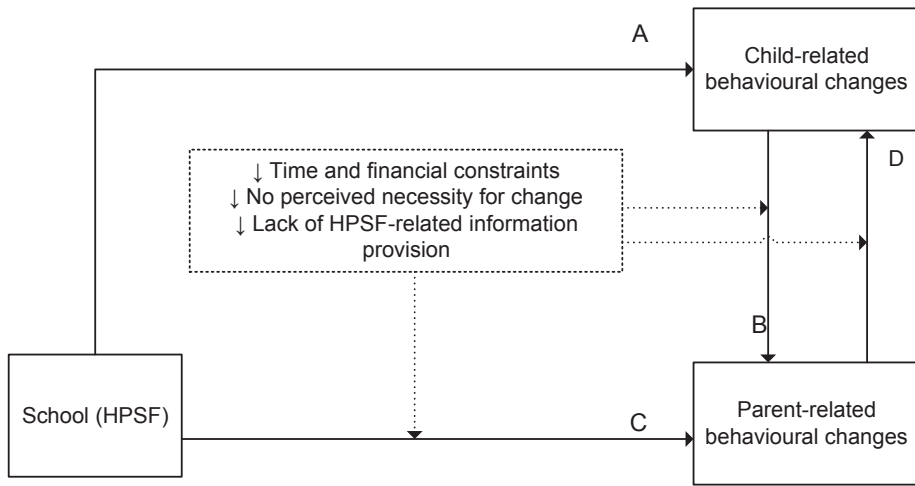 A
Child-related
behavioural changes
↓ Time and financial constraints
↓ No perceived necessity for change
↓ Lack of HPSF-related information
provision
D
B
School (HPSF)
C
Parent-related
behavioural changes